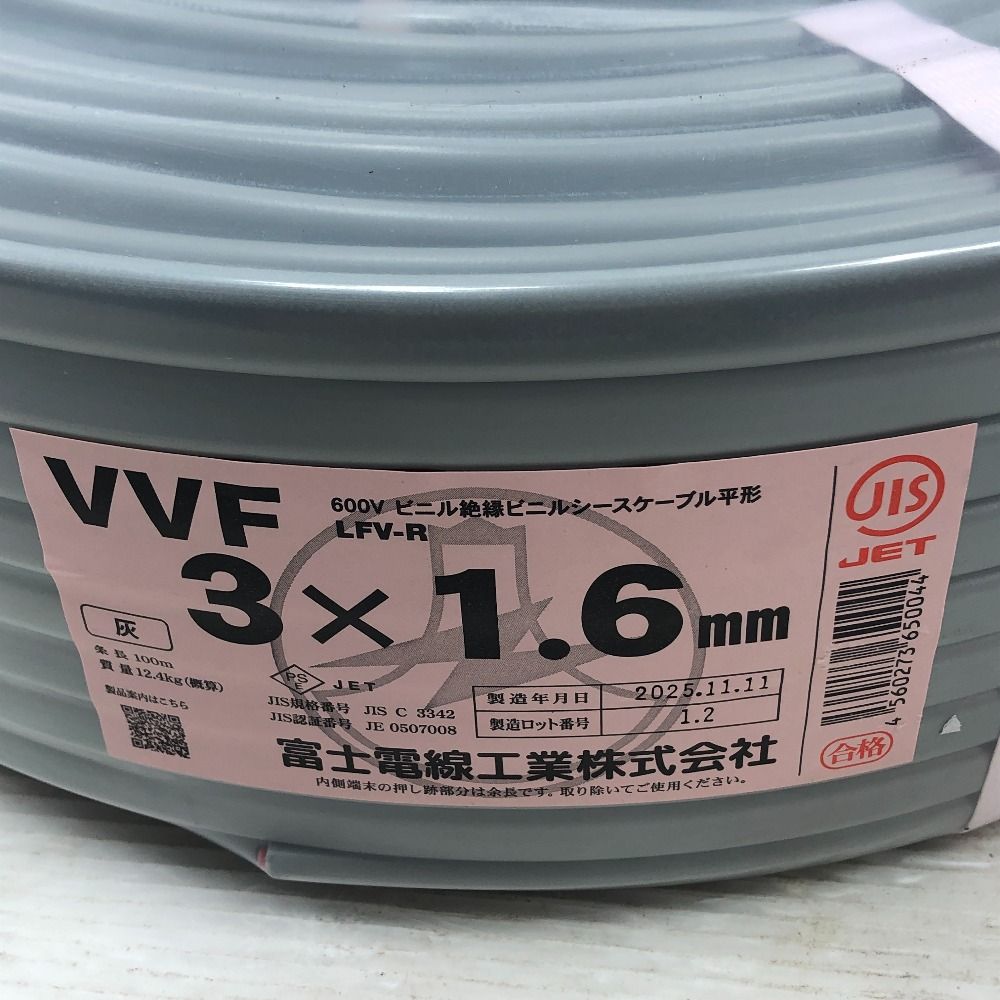 VVF
600V ビニル絶縁ビニルシースケーブル平形
LFV-R
3×1.6mm
灰
条長 100m
質量 12.4kg(概算)
製品案内はこちら
PS
E
JET
JIS規格番号 JIS C 3342
JIS認証番号 JE 0507008
製造年月日 2025.11.11
製造ロット番号 1.2
富士電線工業株式会社
内側端末の押し跡部分は余長です。取り除いてご使用ください。
JIS
JET
4560273650044
合格